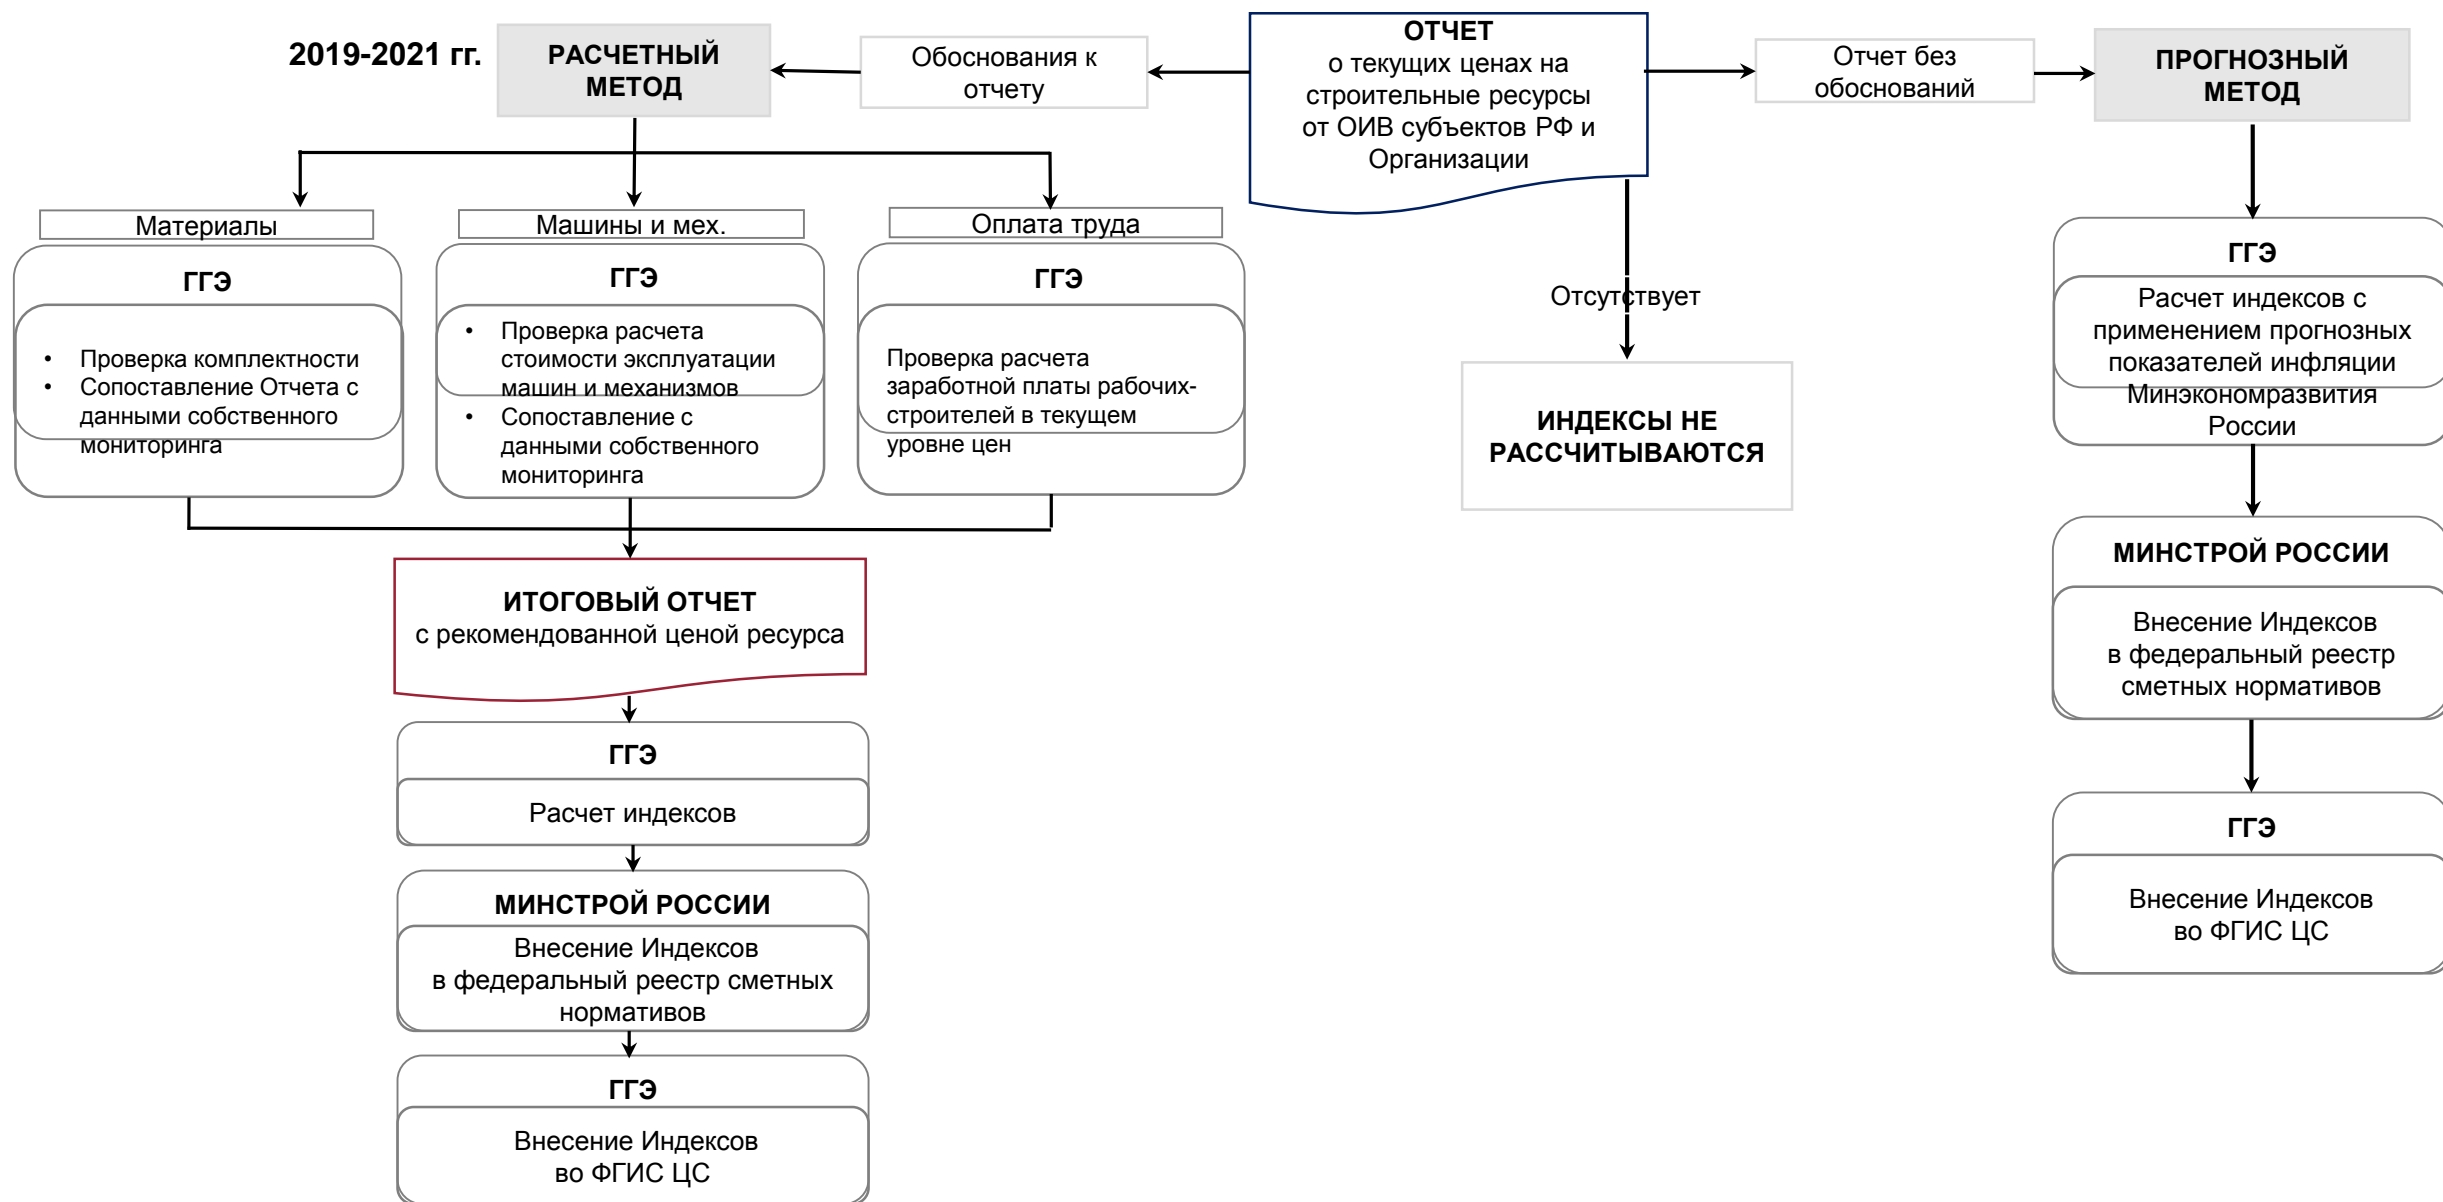 2019-2021 гг.
РАСЧЕТНЫЙ
МЕТОД
Обоснования к
отчету
ОТЧЕТ
о текущих ценах на
строительные ресурсы
от ОИВ субъектов РФ и
Организации
Отчет без
обоснований
ПРОГНОЗНЫЙ
МЕТОД
Материалы
ГГЭ
• Проверка комплектности
• Сопоставление Отчета с
данными собственного
мониторинга
Машины и мех.
ГГЭ
• Проверка расчета
стоимости эксплуатации
машин и механизмов
• Сопоставление с
данными собственного
мониторинга
Оплата труда
ГГЭ
Проверка расчета
заработной платы рабочих-
строителей в текущем
уровне цен
Отсутствует
ИНДЕКСЫ НЕ
РАССЧИТЫВАЮТСЯ
ГГЭ
Расчет индексов с
применением прогнозных
показателей инфляции
Минэкономразвития
России
МИНСТРОЙ РОССИИ
Внесение Индексов
в федеральный реестр
сметных нормативов
ГГЭ
Внесение Индексов
во ФГИС ЦС
ИТОГОВЫЙ ОТЧЕТ
с рекомендованной ценой ресурса
ГГЭ
Расчет индексов
МИНСТРОЙ РОССИИ
Внесение Индексов
в федеральный реестр сметных
нормативов
ГГЭ
Внесение Индексов
во ФГИС ЦС